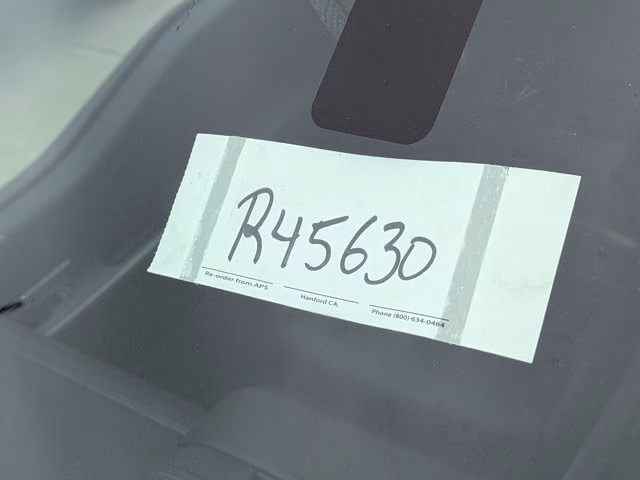 R45630
Re-order from APS
Hanford CA.
Phone (800) 634-0464